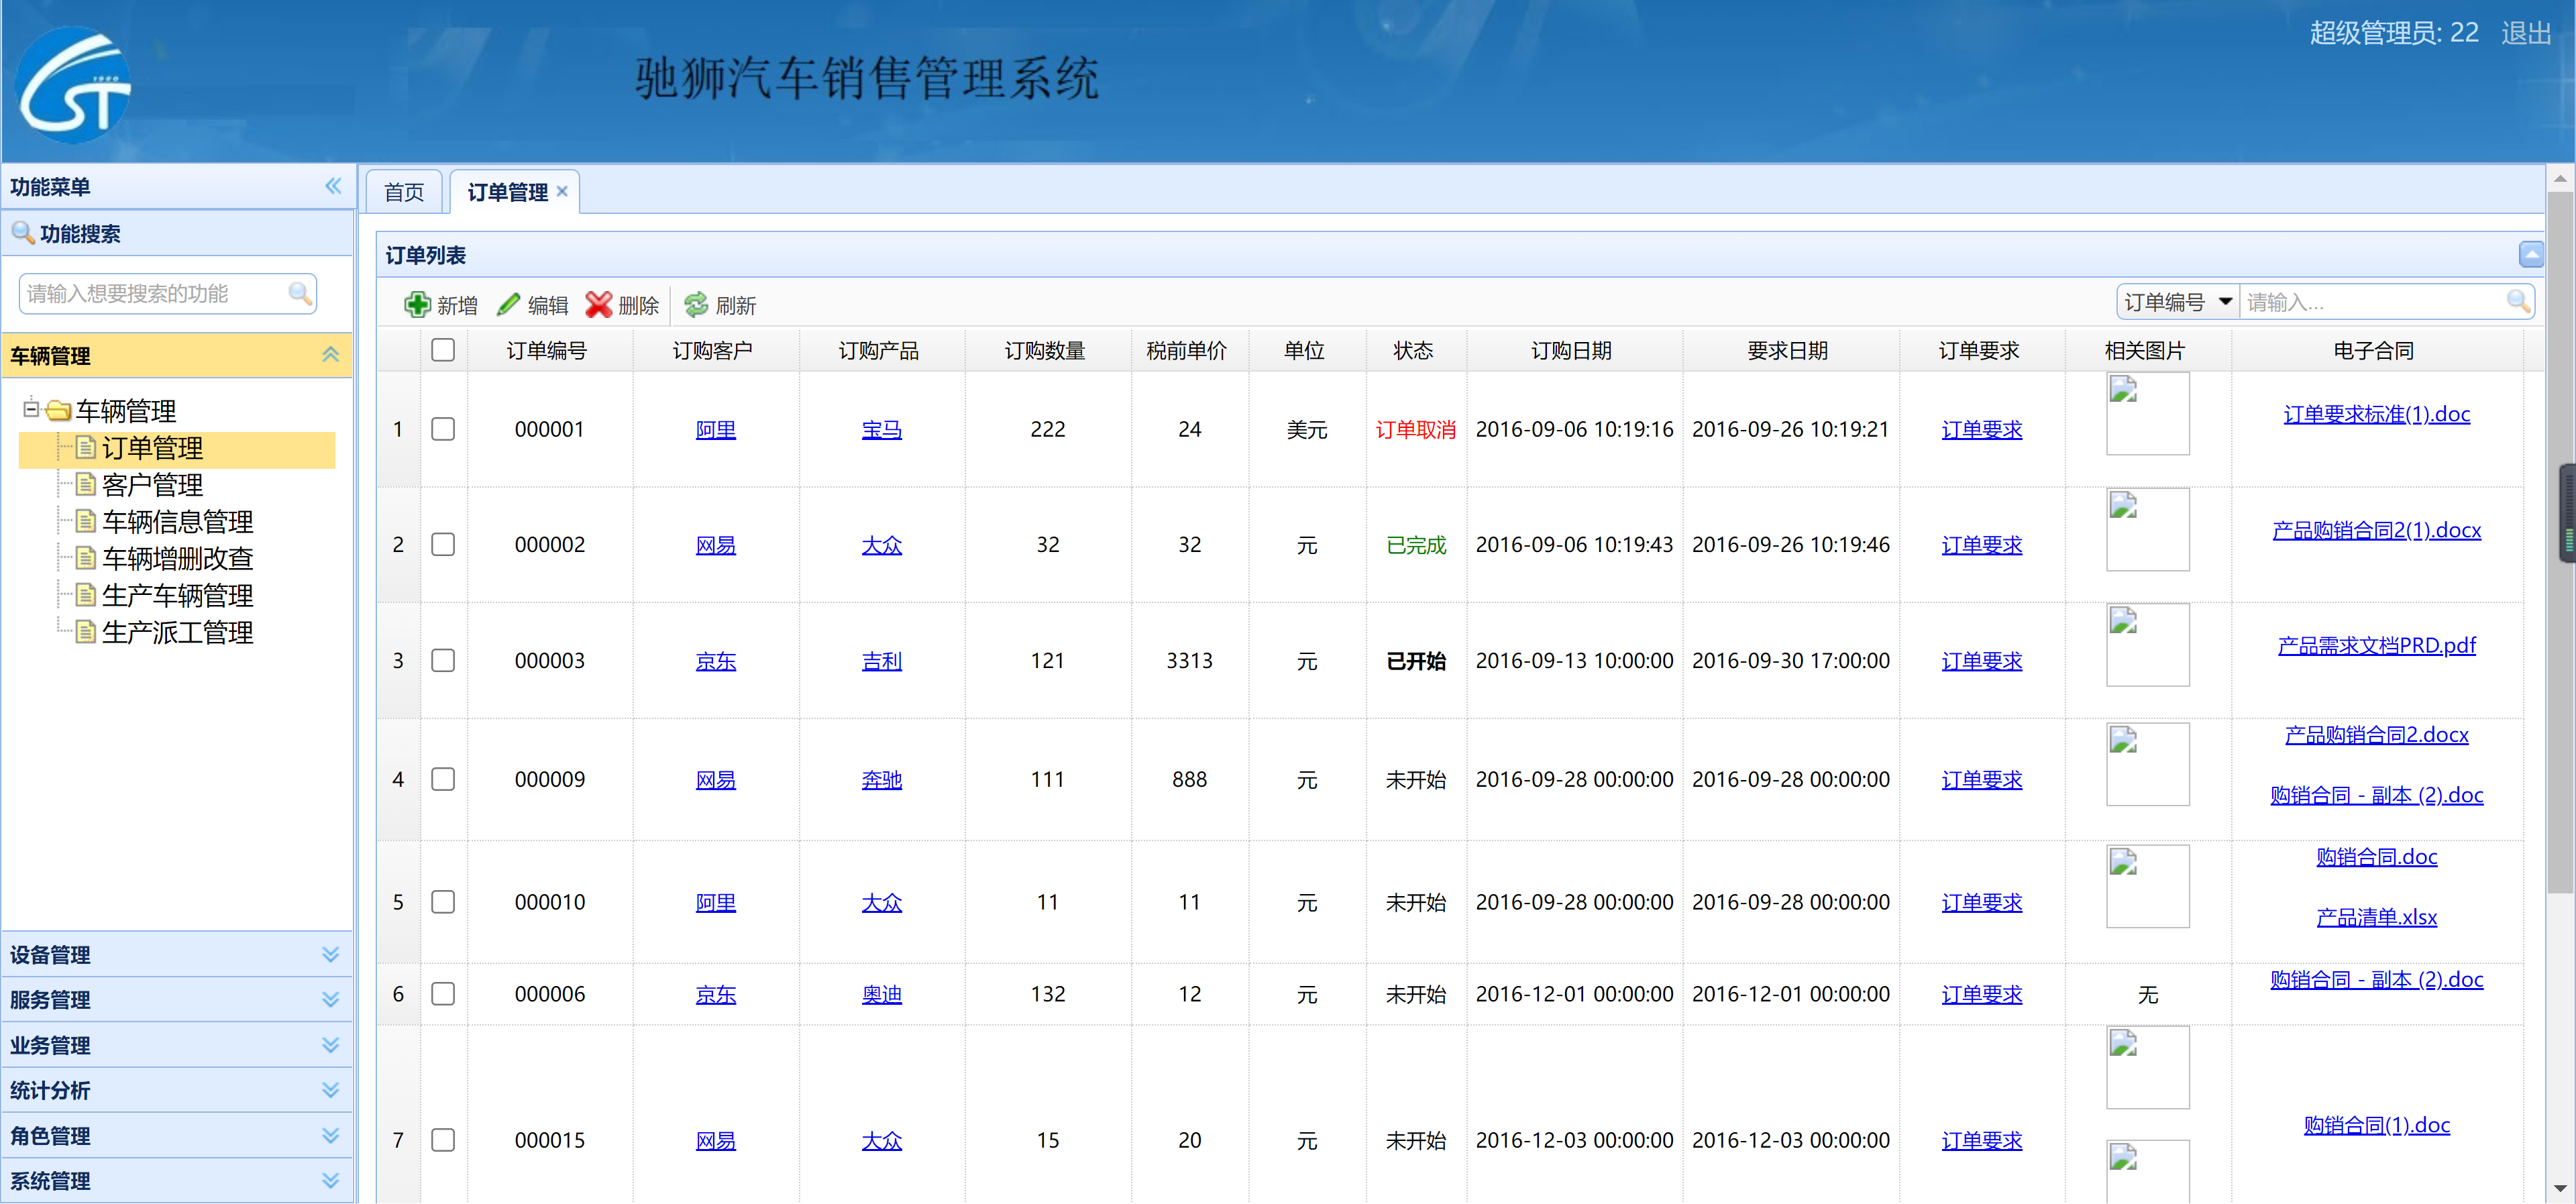 1960
ST
驰狮汽车销售管理系统
超级管理员: 22 退出
功能菜单
功能搜索
请输入想要搜索的功能
车辆管理
车辆管理
订单管理
客户管理
车辆信息管理
车辆增删改查
生产车辆管理
生产派工管理
设备管理
服务管理
业务管理
统计分析
角色管理
系统管理
首页 订单管理
订单列表
新增 编辑 删除 刷新 订单编号 请输入...
订单编号 订购客户 订购产品 订购数量 税前单价 单位 状态 订购日期 要求日期 订单要求 相关图片 电子合同
1 000001 阿里 宝马 222 24 美元 订单取消 2016-09-06 10:19:16 2016-09-26 10:19:21 订单要求 订单要求标准(1).doc
2 000002 网易 大众 32 32 元 已完成 2016-09-06 10:19:43 2016-09-26 10:19:46 订单要求 产品购销合同2(1).docx
3 000003 京东 吉利 121 3313 元 已开始 2016-09-13 10:00:00 2016-09-30 17:00:00 订单要求 产品需求文档PRD.pdf
4 000009 网易 奔驰 111 888 元 未开始 2016-09-28 00:00:00 2016-09-28 00:00:00 订单要求 产品购销合同2.docx
购销合同 - 副本 (2).doc
5 000010 阿里 大众 11 11 元 未开始 2016-09-28 00:00:00 2016-09-28 00:00:00 订单要求 购销合同.doc
产品清单.xlsx
6 000006 京东 奥迪 132 12 元 未开始 2016-12-01 00:00:00 2016-12-01 00:00:00 订单要求 无 购销合同 - 副本 (2).doc
7 000015 网易 大众 15 20 元 未开始 2016-12-03 00:00:00 2016-12-03 00:00:00 订单要求 购销合同(1).doc